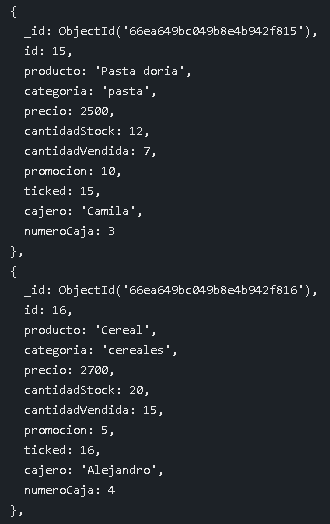 {
_id: ObjectId('66ea649bc049b8e4b942f815'),
id: 15,
producto: 'Pasta doria',
categoria: 'pasta',
precio: 2500,
cantidadStock: 12,
cantidadVendida: 7,
promocion: 10,
ticked: 15,
cajero: 'Camila',
numeroCaja: 3
},
{
_id: ObjectId('66ea649bc049b8e4b942f816'),
id: 16,
producto: 'Cereal',
categoria: 'cereales',
precio: 2700,
cantidadStock: 20,
cantidadVendida: 15,
promocion: 5,
ticked: 16,
cajero: 'Alejandro',
numeroCaja: 4
},